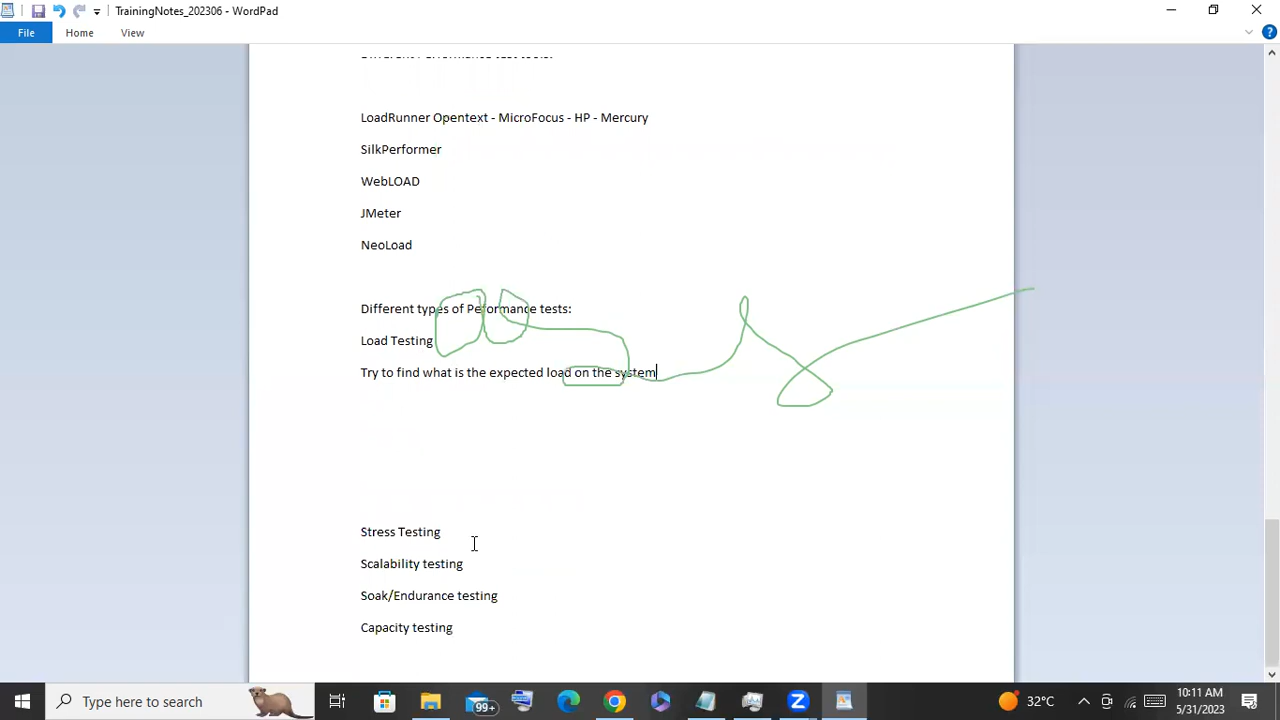 TrainingNotes_202306 - WordPad
File Home View
LoadRunner Opentext - MicroFocus - HP - Mercury
SilkPerformer
WebLOAD
JMeter
NeoLoad
Different types of Peformance tests:
Load Testing
Try to find what is the expected load on the system
Stress Testing
Scalability testing
Soak/Endurance testing
Capacity testing
Type here to search
99+
32°C
10:11 AM
5/31/2023